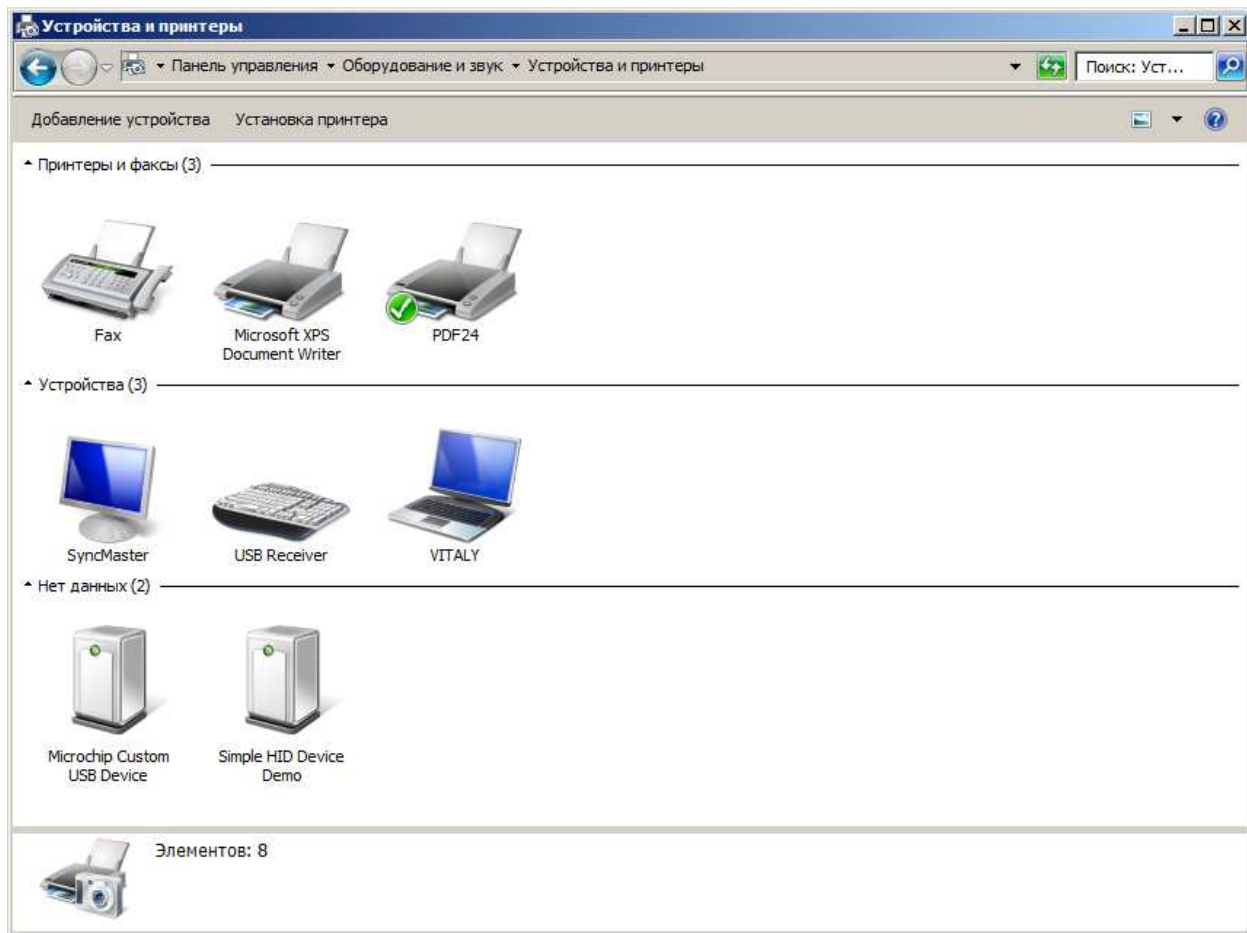 Устройства и принтеры
Панель управления Оборудование и звук Устройства и принтеры Поиск: Уст...
Добавление устройства Установка принтера
Принтеры и факсы (3)
Fax
Microsoft XPS
Document Writer
PDF24
Устройства (3)
SyncMaster
USB Receiver
VITALY
Нет данных (2)
Microchip Custom
USB Device
Simple HID Device
Demo
Элементов: 8